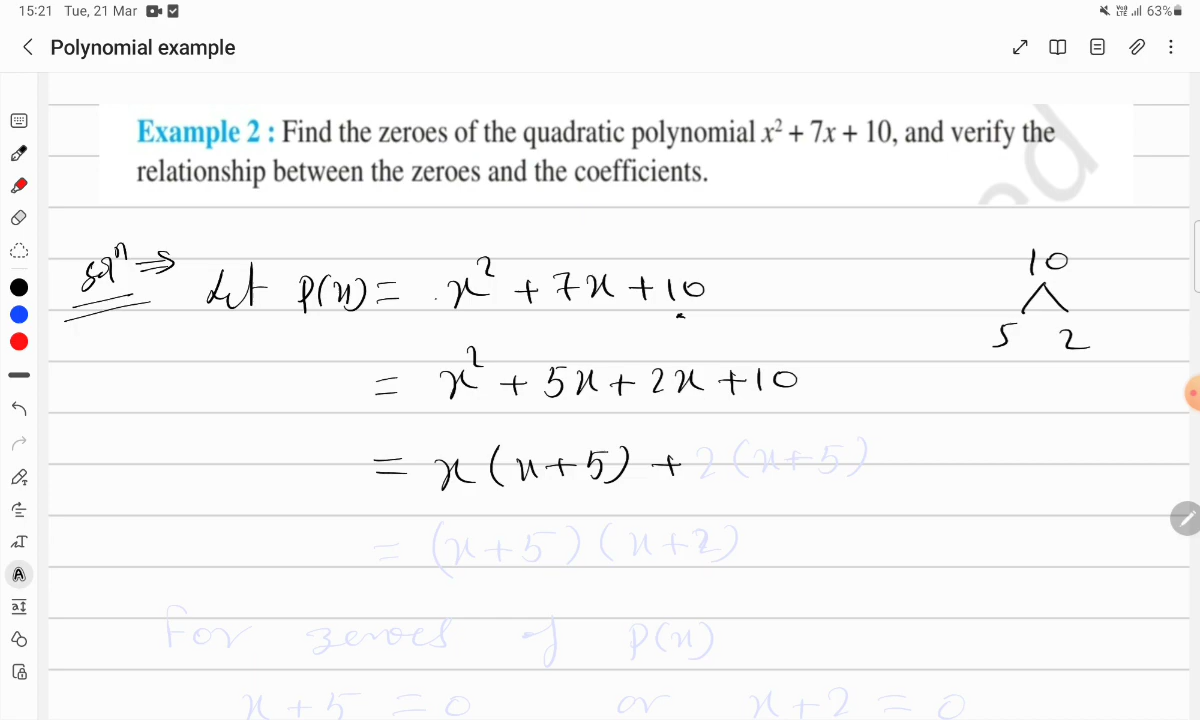 15:21 Tue, 21 Mar 63%
Polynomial example
Example 2 : Find the zeroes of the quadratic polynomial x² + 7x + 10, and verify the
relationship between the zeroes and the coefficients.
solⁿ ⇒ Let P(x) = x² + 7x + 10
10
5 2
= x² + 5x + 2x + 10
= x(x+5) + 2(x+5)
= (x+5)(x+2)
For zeroes of P(x)
x + 5 = 0 or x + 2 = 0